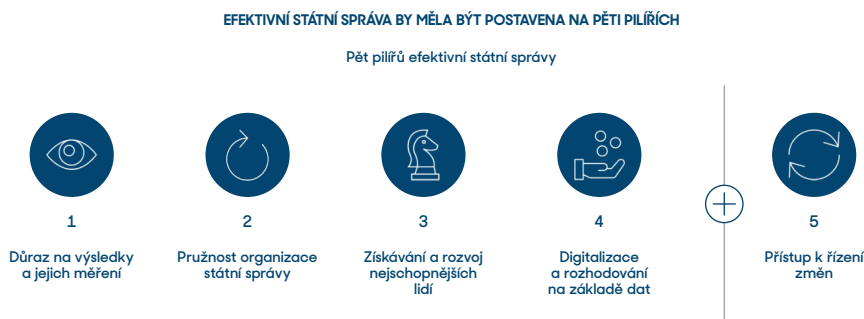 EFEKTIVNÍ STÁTNÍ SPRÁVA BY MĚLA BÝT POSTAVENA NA PĚTI PILÍŘÍCH
Pět pilířů efektivní státní správy
1
Důraz na výsledky
a jejich měření
2
Pružnost organizace
státní správy
3
Získávání a rozvoj
nejschopnějších
lidí
4
Digitalizace
a rozhodování
na základě dat
5
Přístup k řízení
změn